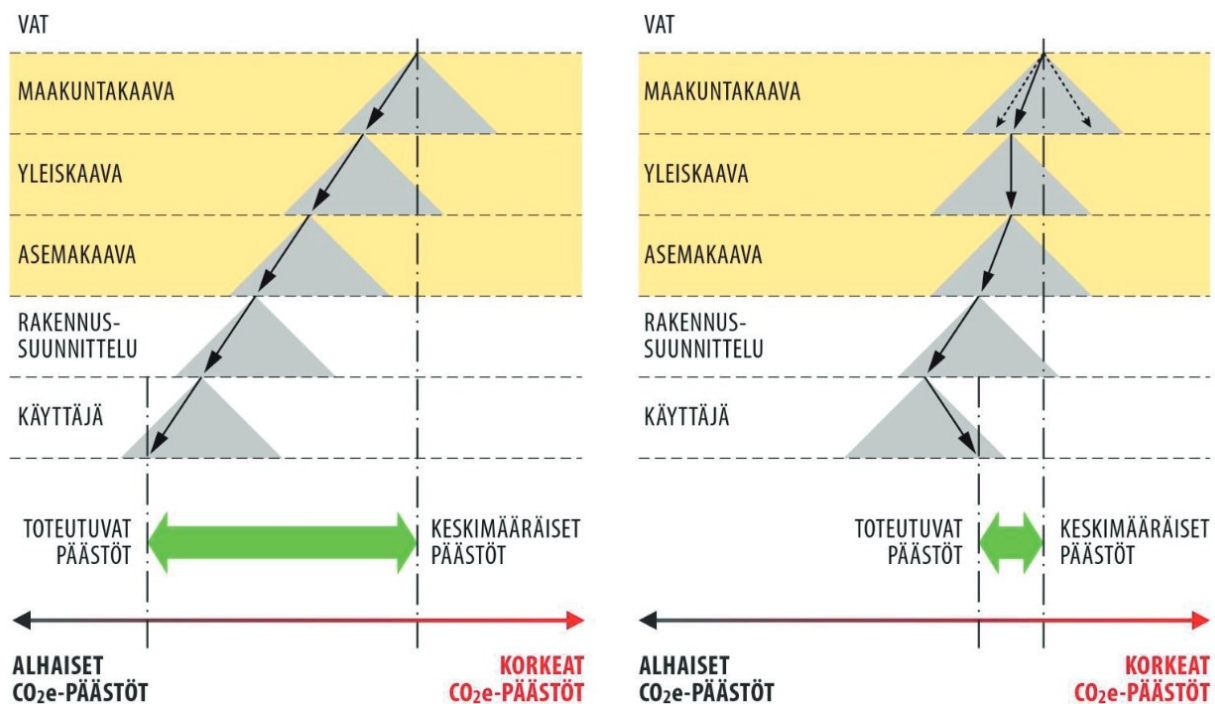 VAT
MAAKUNTAKAAVA
YLEISKAAVA
ASEMAKAAVA
RAKENNUS-
SUUNNITTELU
KÄYTTÄJÄ
TOTEUTUVAT
PÄÄSTÖT
KESKIMÄÄRÄISET
PÄÄSTÖT
ALHAISET
CO2e-PÄÄSTÖT
KORKEAT
CO2e-PÄÄSTÖT
VAT
MAAKUNTAKAAVA
YLEISKAAVA
ASEMAKAAVA
RAKENNUS-
SUUNNITTELU
KÄYTTÄJÄ
TOTEUTUVAT
PÄÄSTÖT
KESKIMÄÄRÄISET
PÄÄSTÖT
ALHAISET
CO2e-PÄÄSTÖT
KORKEAT
CO2e-PÄÄSTÖT